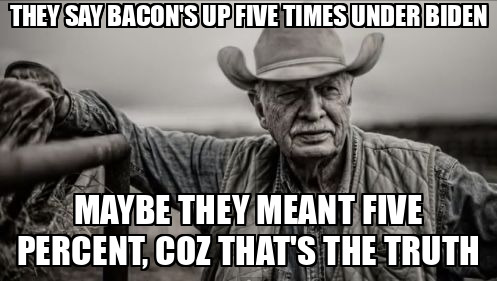 THEY SAY BACON'S UP FIVE TIMES UNDER BIDEN
MAYBE THEY MEANT FIVE
PERCENT, COZ THAT'S THE TRUTH